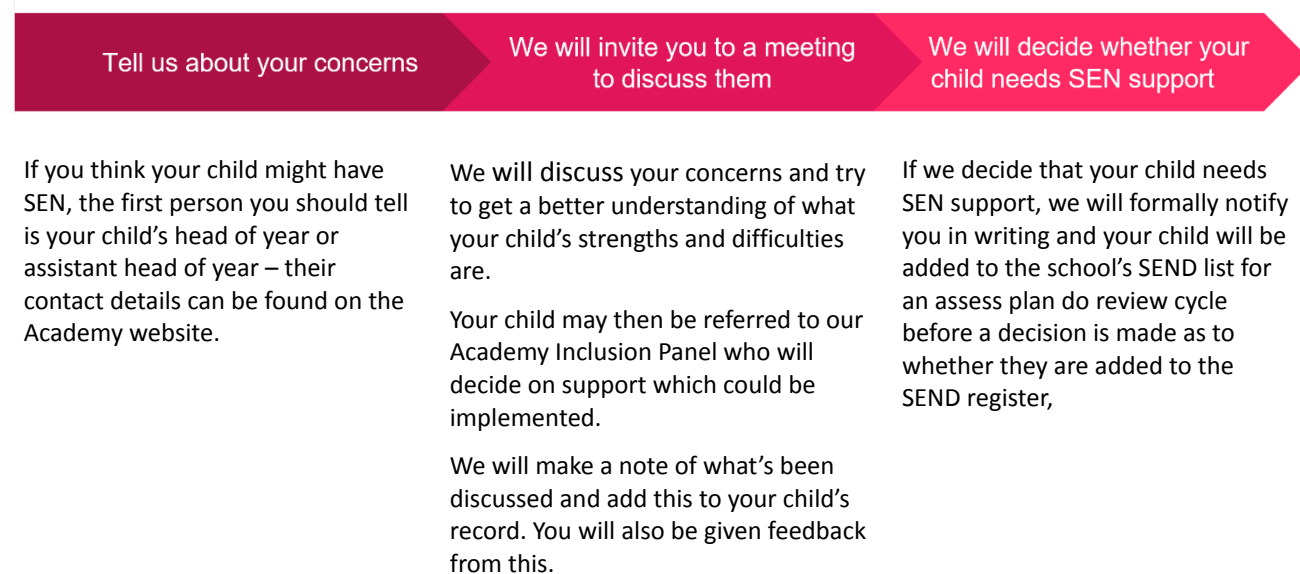 Tell us about your concerns
We will invite you to a meeting
to discuss them
We will decide whether your
child needs SEN support
If you think your child might have
SEN, the first person you should tell
is your child’s head of year or
assistant head of year – their
contact details can be found on the
Academy website.
We will discuss your concerns and try
to get a better understanding of what
your child’s strengths and difficulties
are.
Your child may then be referred to our
Academy Inclusion Panel who will
decide on support which could be
implemented.
We will make a note of what’s been
discussed and add this to your child’s
record. You will also be given feedback
from this.
If we decide that your child needs
SEN support, we will formally notify
you in writing and your child will be
added to the school’s SEND list for
an assess plan do review cycle
before a decision is made as to
whether they are added to the
SEND register,